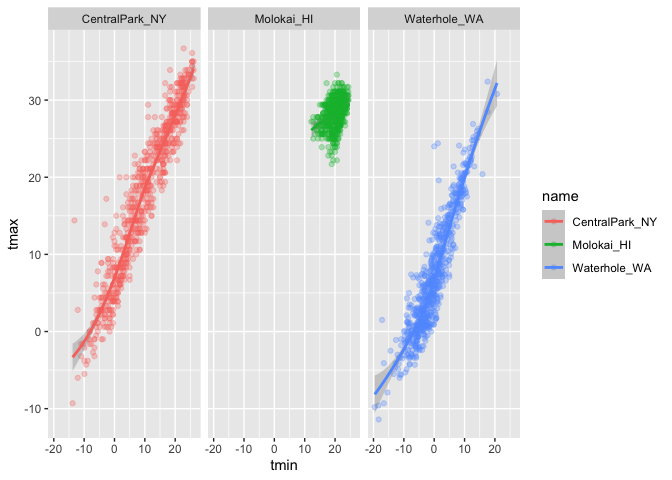 CentralPark_NY Molokai_HI Waterhole_WA
30
20
10
0
-10
tmax
-20 -10 0 10 20 -20 -10 0 10 20 -20 -10 0 10 20
tmin
name
CentralPark_NY
Molokai_HI
Waterhole_WA